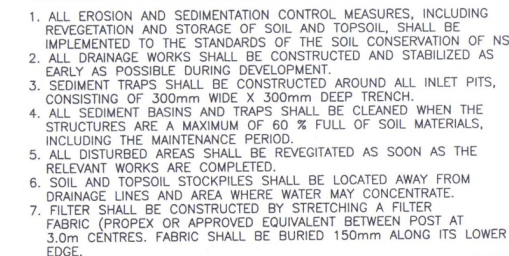 1. ALL EROSION AND SEDIMENTATION CONTROL MEASURES, INCLUDING
REVEGETATION AND STORAGE OF SOIL AND TOPSOIL, SHALL BE
IMPLEMENTED TO THE STANDARDS OF THE SOIL CONSERVATION OF NS
2. ALL DRAINAGE WORKS SHALL BE CONSTRUCTED AND STABILIZED AS
EARLY AS POSSIBLE DURING DEVELOPMENT.
3. SEDIMENT TRAPS SHALL BE CONSTRUCTED AROUND ALL INLET PITS,
CONSISTING OF 300mm WIDE X 300mm DEEP TRENCH.
4. ALL SEDIMENT BASINS AND TRAPS SHALL BE CLEANED WHEN THE
STRUCTURES ARE A MAXIMUM OF 60 % FULL OF SOIL MATERIALS,
INCLUDING THE MAINTENANCE PERIOD.
5. ALL DISTURBED AREAS SHALL BE REVEGITATED AS SOON AS THE
RELEVANT WORKS ARE COMPLETED.
6. SOIL AND TOPSOIL STOCKPILES SHALL BE LOCATED AWAY FROM
DRAINAGE LINES AND AREA WHERE WATER MAY CONCENTRATE.
7. FILTER SHALL BE CONSTRUCTED BY STRETCHING A FILTER
FABRIC (PROPEX OR APPROVED EQUIVALENT BETWEEN POST AT
3.0m CENTRES. FABRIC SHALL BE BURIED 150mm ALONG ITS LOWER
EDGE.